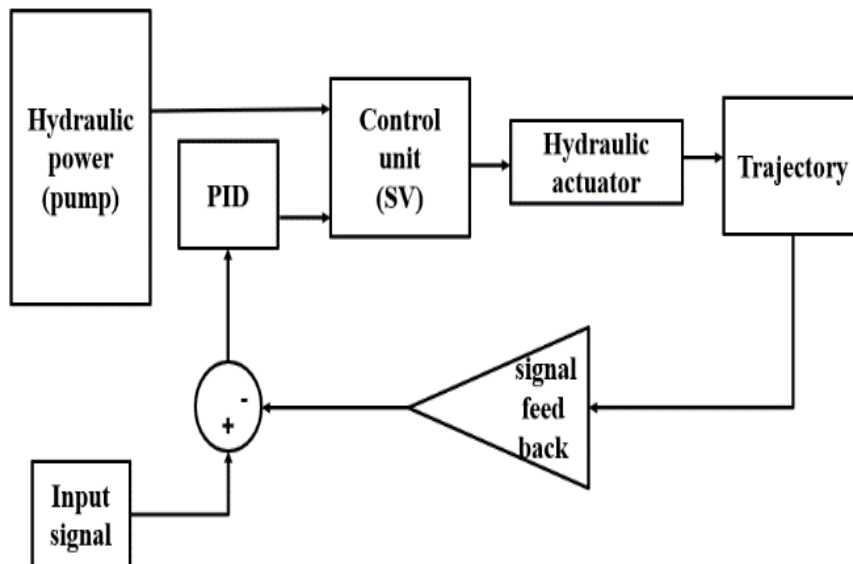 Hydraulic
power
(pump)
PID
Control
unit
(SV)
Hydraulic
actuator
Trajectory
signal
feed
back
-
+
Input
signal